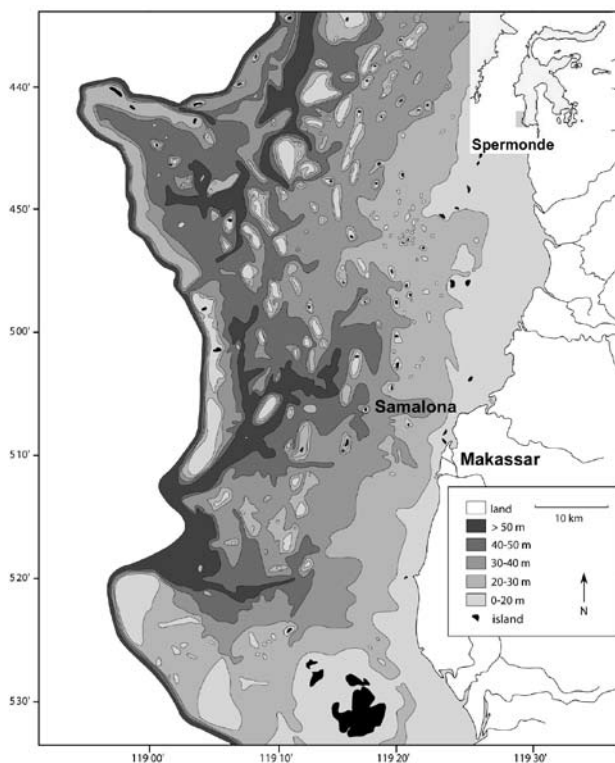 440'
Spermonde
450'
500'
Samalona
510'
Makassar
land
> 50 m
40-50 m
30-40 m
20-30 m
0-20 m
island
10 km
N
520'
530'
119 00' 119 10' 119 20' 119 30'